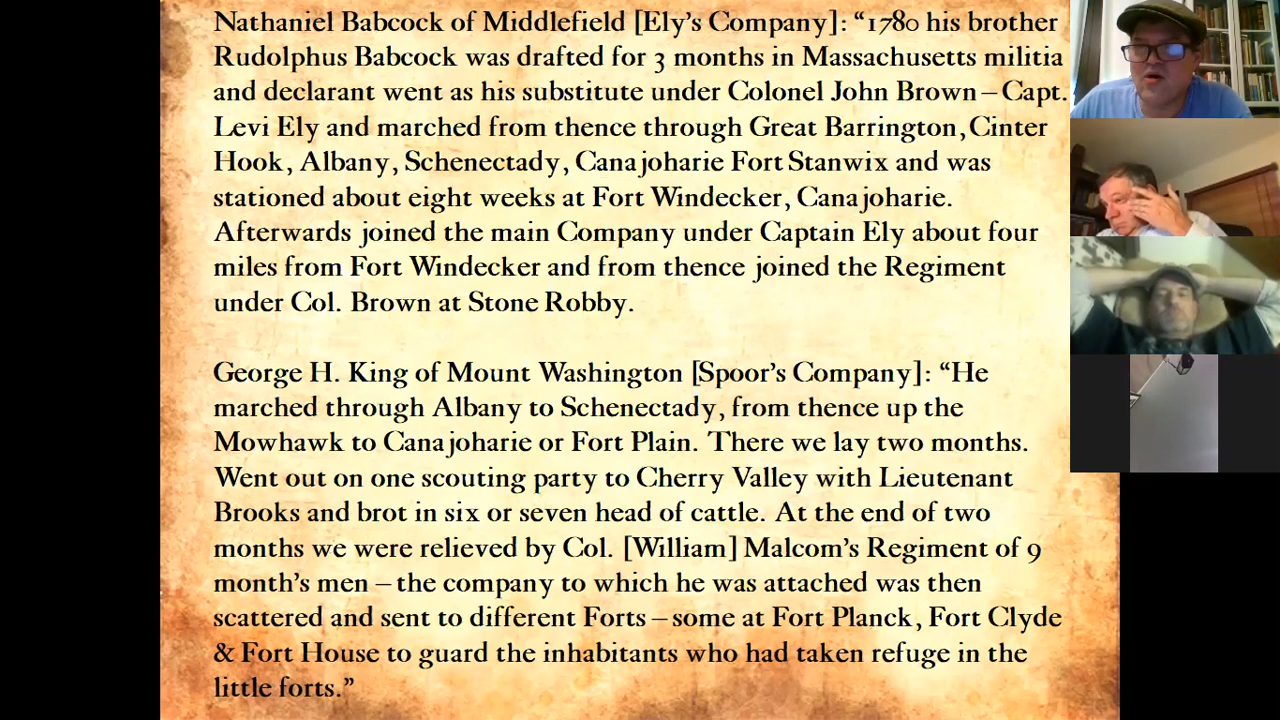 Nathaniel Babcock of Middlefield [Ely's Company]: “1780 his brother
Rudolphus Babcock was drafted for 3 months in Massachusetts militia
and declarant went as his substitute under Colonel John Brown – Capt.
Levi Ely and marched from thence through Great Barrington, Cinter
Hook, Albany, Schenectady, Canajoharie Fort Stanwix and was
stationed about eight weeks at Fort Windecker, Canajoharie.
Afterwards joined the main Company under Captain Ely about four
miles from Fort Windecker and from thence joined the Regiment
under Col. Brown at Stone Robby.
George H. King of Mount Washington [Spoor's Company]: “He
marched through Albany to Schenectady, from thence up the
Mowhawk to Canajoharie or Fort Plain. There we lay two months.
Went out on one scouting party to Cherry Valley with Lieutenant
Brooks and brot in six or seven head of cattle. At the end of two
months we were relieved by Col. [William] Malcom's Regiment of 9
month's men – the company to which he was attached was then
scattered and sent to different Forts – some at Fort Planck, Fort Clyde
& Fort House to guard the inhabitants who had taken refuge in the
little forts.”